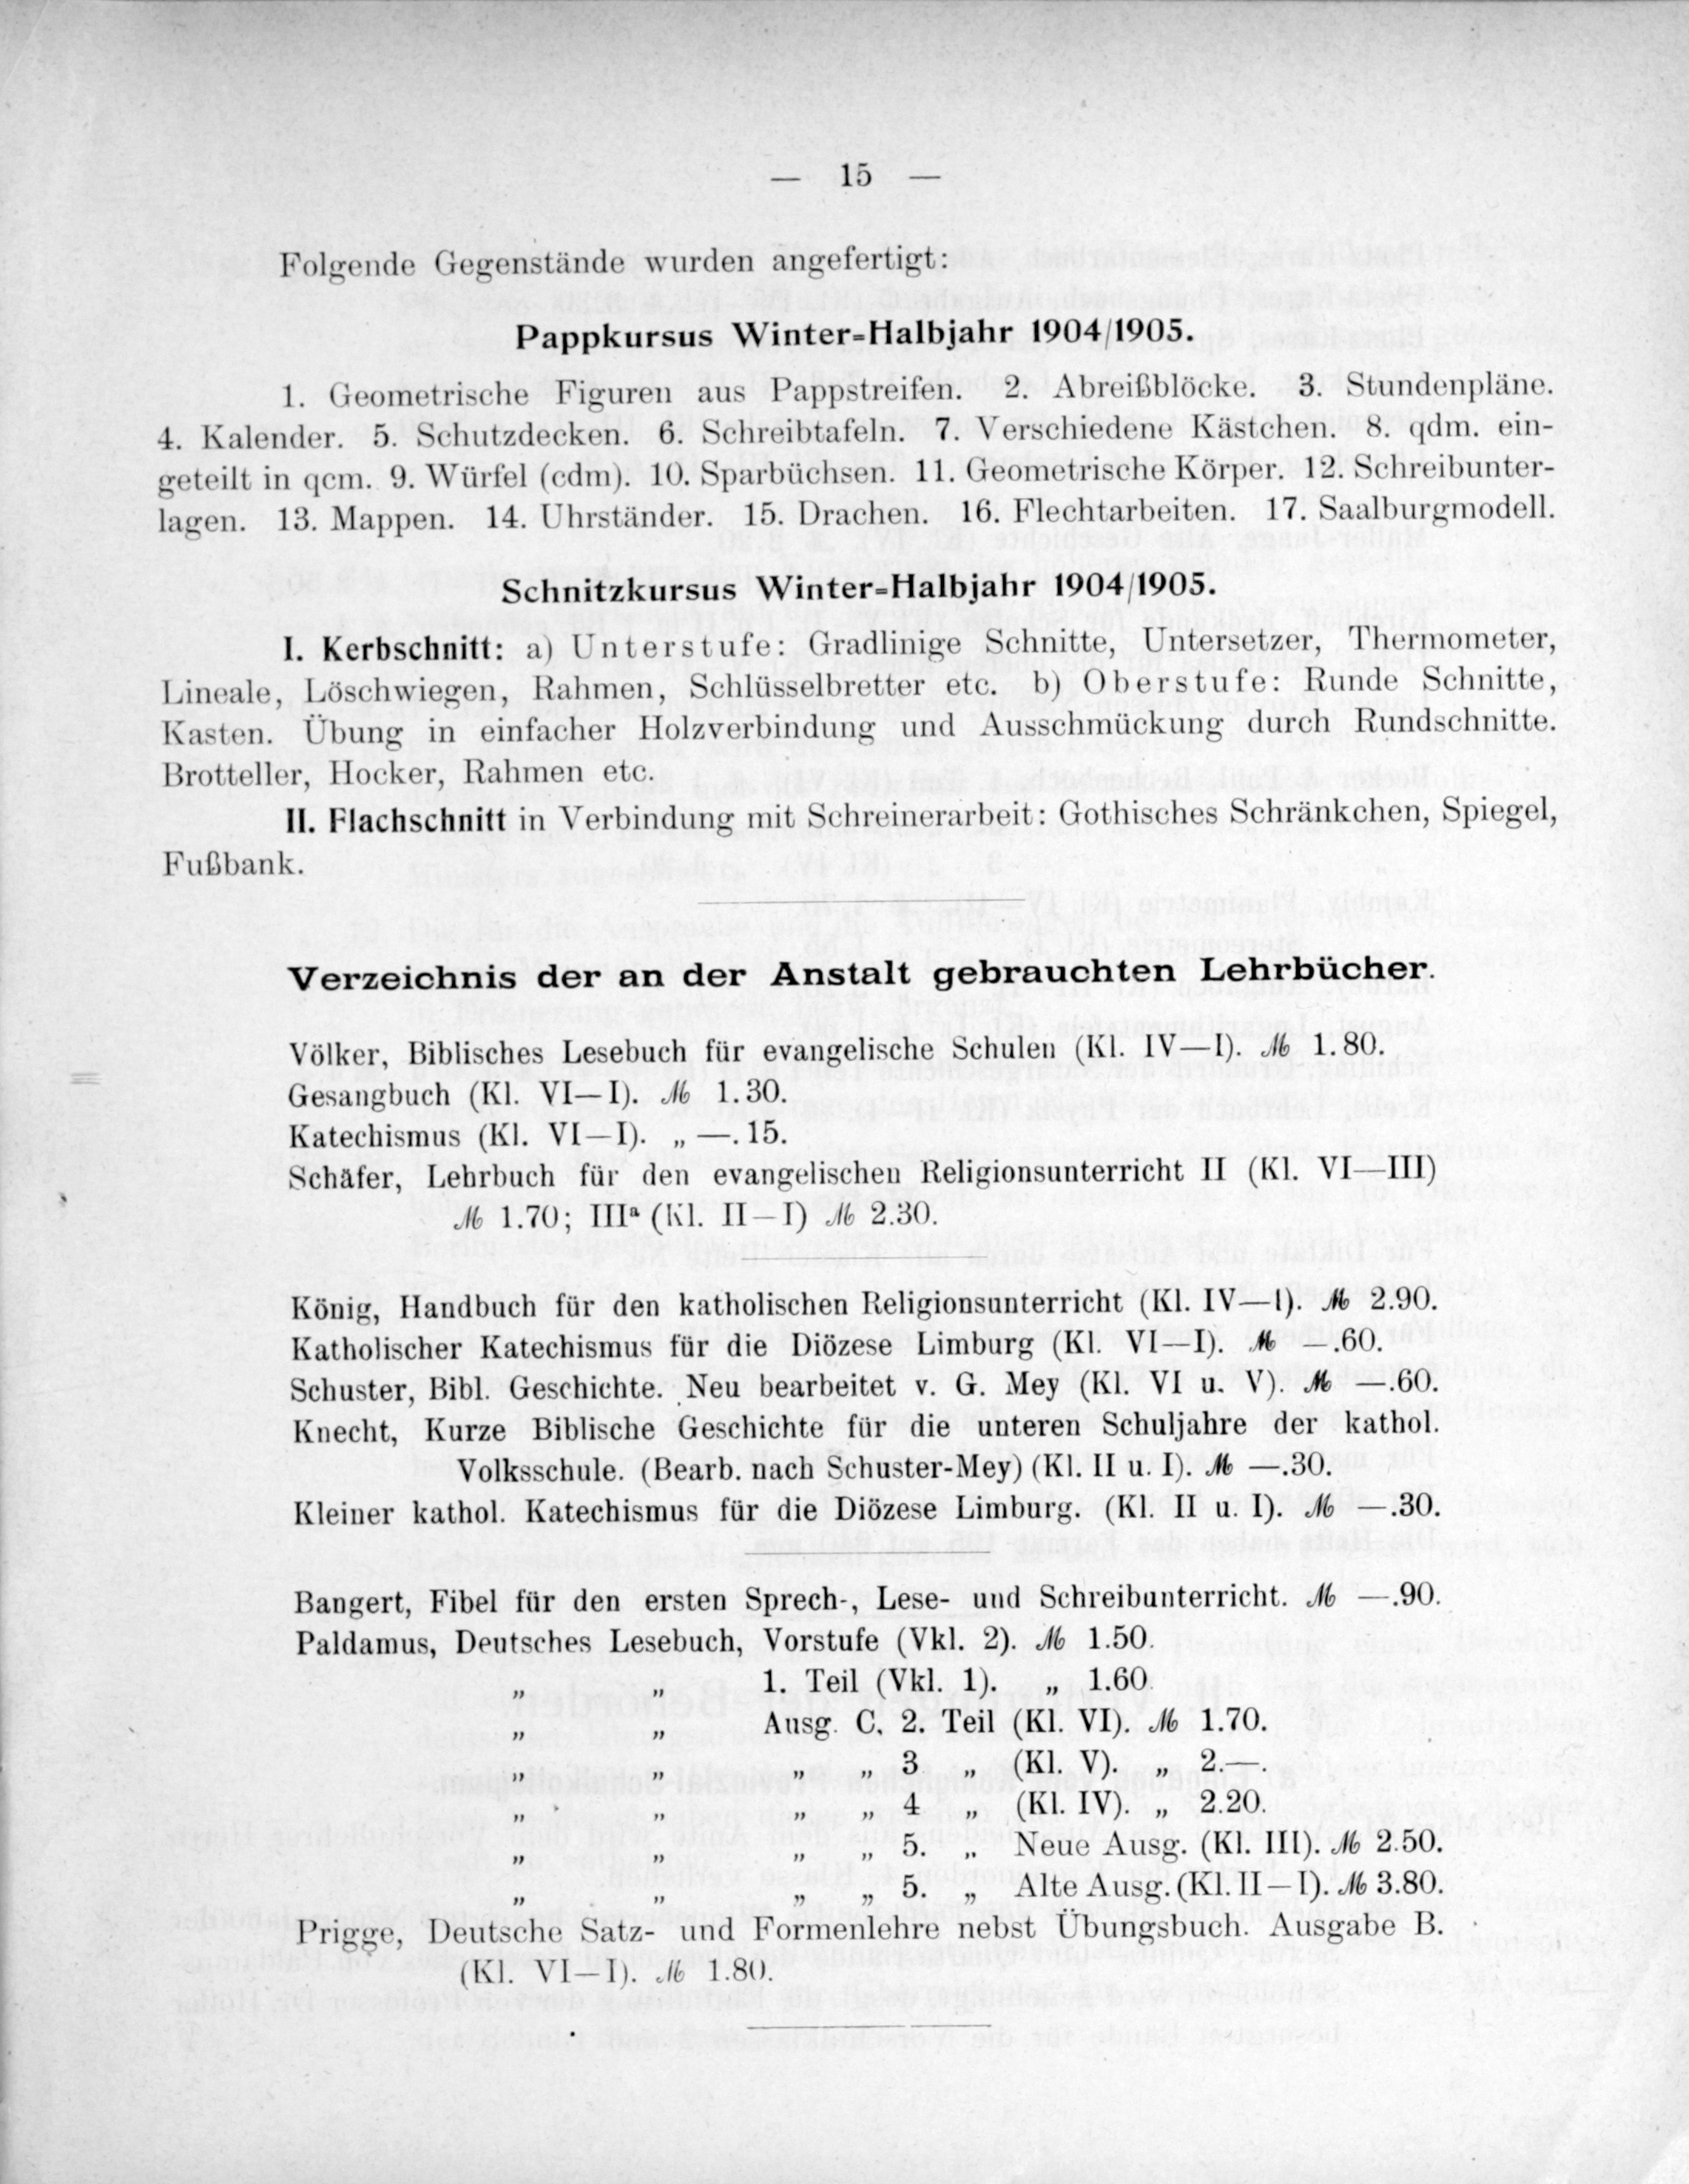 — 15 —
Folgende Gegenstände wurden angefertigt:
Pappkursus Winter-Halbjahr 1904/1905.
1. Geometrische Figuren aus Pappstreifen. 2. Abreißblöcke. 3. Stundenpläne.
4. Kalender. 5. Schutzdecken. 6. Schreibtafeln. 7. Verschiedene Kästchen. 8. qdm. ein-
geteilt in qcm. 9. Würfel (cdm). 10. Sparbüchsen. 11. Geometrische Körper. 12. Schreibunter-
lagen. 13. Mappen. 14. Uhrständer. 15. Drachen. 16. Flechtarbeiten. 17. Saalburgmodell.
Schnitzkursus Winter-Halbjahr 1904/1905.
I. Kerbschnitt: a) Unterstufe: Gradlinige Schnitte, Untersetzer, Thermometer,
Lineale, Löschwiegen, Rahmen, Schlüsselbretter etc. b) Oberstufe: Runde Schnitte,
Kasten. Übung in einfacher Holzverbindung und Ausschmückung durch Rundschnitte.
Brotteller, Hocker, Rahmen etc.
II. Flachschnitt in Verbindung mit Schreinerarbeit: Gothisches Schränkchen, Spiegel,
Fußbank.
Verzeichnis der an der Anstalt gebrauchten Lehrbücher.
Völker, Biblisches Lesebuch für evangelische Schulen (Kl. IV—I). ℳ 1.80.
Gesangbuch (Kl. VI—I). ℳ 1.30.
Katechismus (Kl. VI—I). „ —.15.
Schäfer, Lehrbuch für den evangelischen Religionsunterricht II (Kl. VI—III)
ℳ 1.70; IIIª (Kl. II—I) ℳ 2.30.
König, Handbuch für den katholischen Religionsunterricht (Kl. IV—I). ℳ 2.90.
Katholischer Katechismus für die Diözese Limburg (Kl. VI—I). ℳ —.60.
Schuster, Bibl. Geschichte. Neu bearbeitet v. G. Mey (Kl. VI u. V). ℳ —.60.
Knecht, Kurze Biblische Geschichte für die unteren Schuljahre der kathol.
Volksschule. (Bearb. nach Schuster-Mey) (Kl. II u. I). ℳ —.30.
Kleiner kathol. Katechismus für die Diözese Limburg. (Kl. II u. I). ℳ —.30.
Bangert, Fibel für den ersten Sprech-, Lese- und Schreibunterricht. ℳ —.90.
Paldamus, Deutsches Lesebuch, Vorstufe (Vkl. 2). ℳ 1.50.
„ „ 1. Teil (Vkl. 1). „ 1.60.
„ „ Ausg. C, 2. Teil (Kl. VI). ℳ 1.70.
„ „ „ „ 3 „ (Kl. V). „ 2.—.
„ „ „ „ 4 „ (Kl. IV). „ 2.20.
„ „ „ „ 5. „ Neue Ausg. (Kl. III). ℳ 2.50.
„ „ „ „ 5. „ Alte Ausg. (Kl. II—I). ℳ 3.80.
Prigge, Deutsche Satz- und Formenlehre nebst Übungsbuch. Ausgabe B.
(Kl. VI—I). ℳ 1.80.